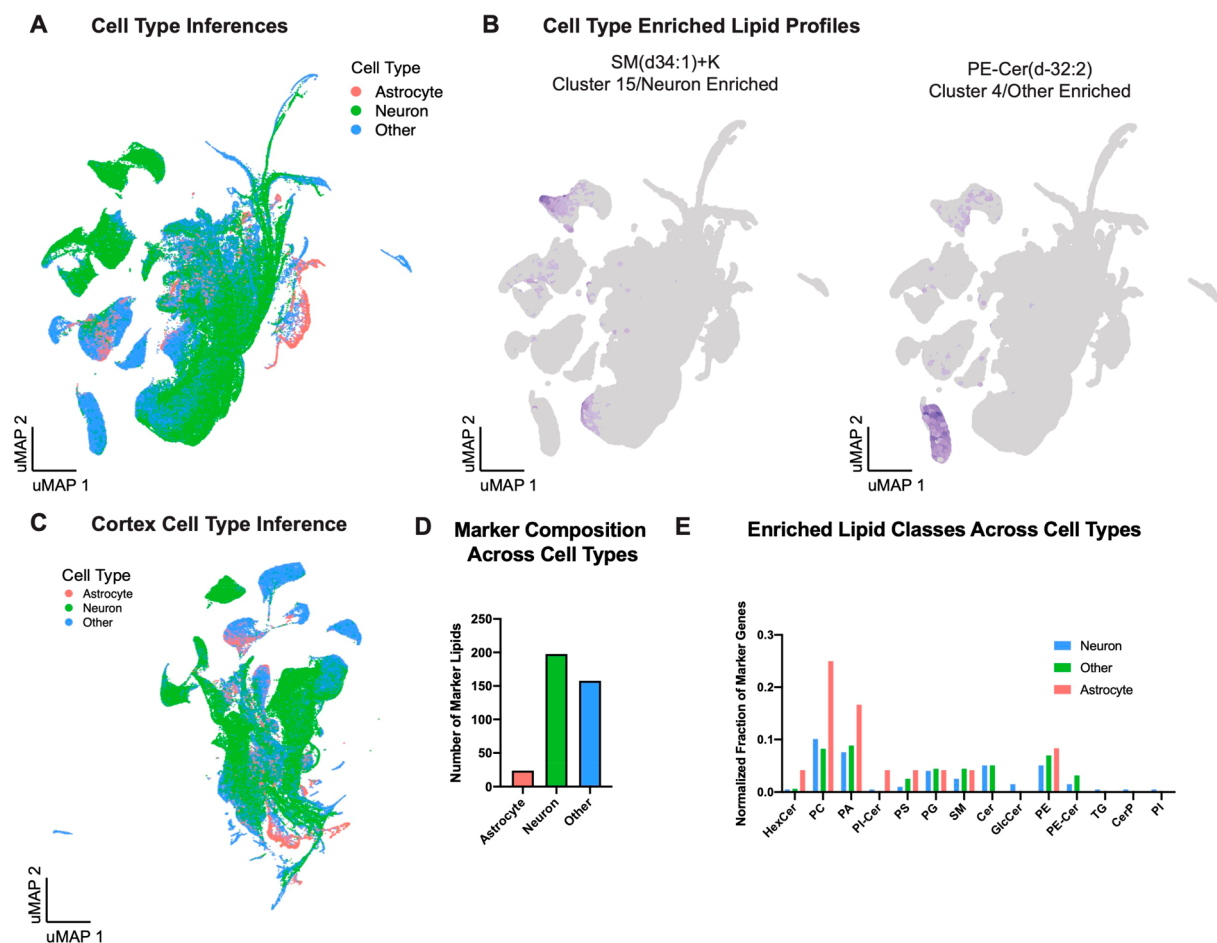 A Cell Type Inferences
Cell Type
Astrocyte
Neuron
Other
uMAP 2
uMAP 1
B Cell Type Enriched Lipid Profiles
SM(d34:1)+K
Cluster 15/Neuron Enriched
uMAP 2
uMAP 1
PE-Cer(d-32:2)
Cluster 4/Other Enriched
uMAP 2
uMAP 1
C Cortex Cell Type Inference
Cell Type
Astrocyte
Neuron
Other
uMAP 2
uMAP 1
D Marker Composition
Across Cell Types
Number of Marker Lipids
250
200
150
100
50
0
Astrocyte
Neuron
Other
E Enriched Lipid Classes Across Cell Types
Normalized Fraction of Marker Genes
0.3
0.2
0.1
0.0
Neuron
Other
Astrocyte
HexCer
PC
PA
PI-Cer
PS
PG
SM
Cer
GlcCer
PE
PE-Cer
TG
CerP
PI